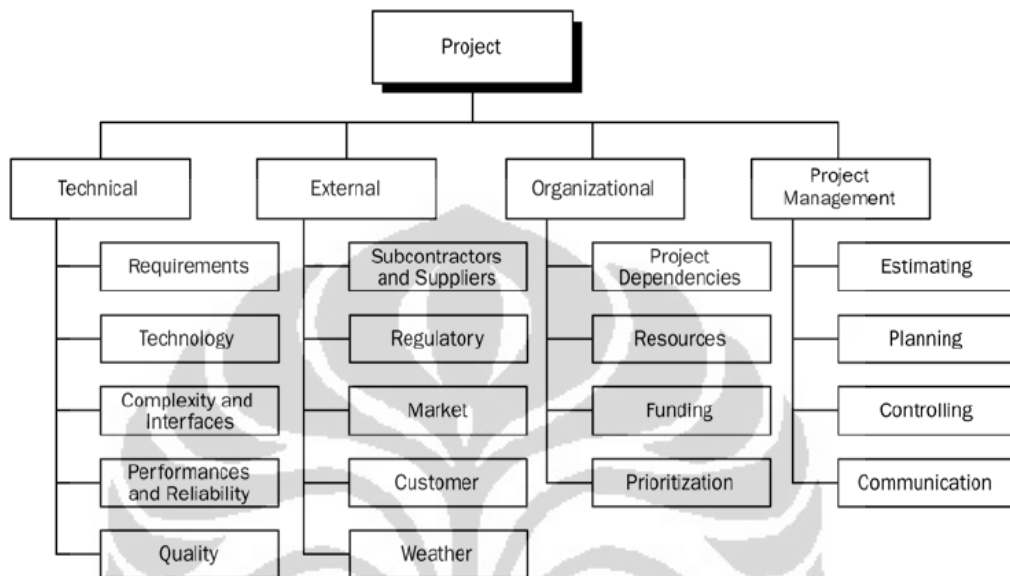 Project
Technical
External
Organizational
Project
Management
Requirements
Subcontractors
and Suppliers
Project
Dependencies
Estimating
Technology
Regulatory
Resources
Planning
Complexity and
Interfaces
Market
Funding
Controlling
Performances
and Reliability
Customer
Prioritization
Communication
Quality
Weather